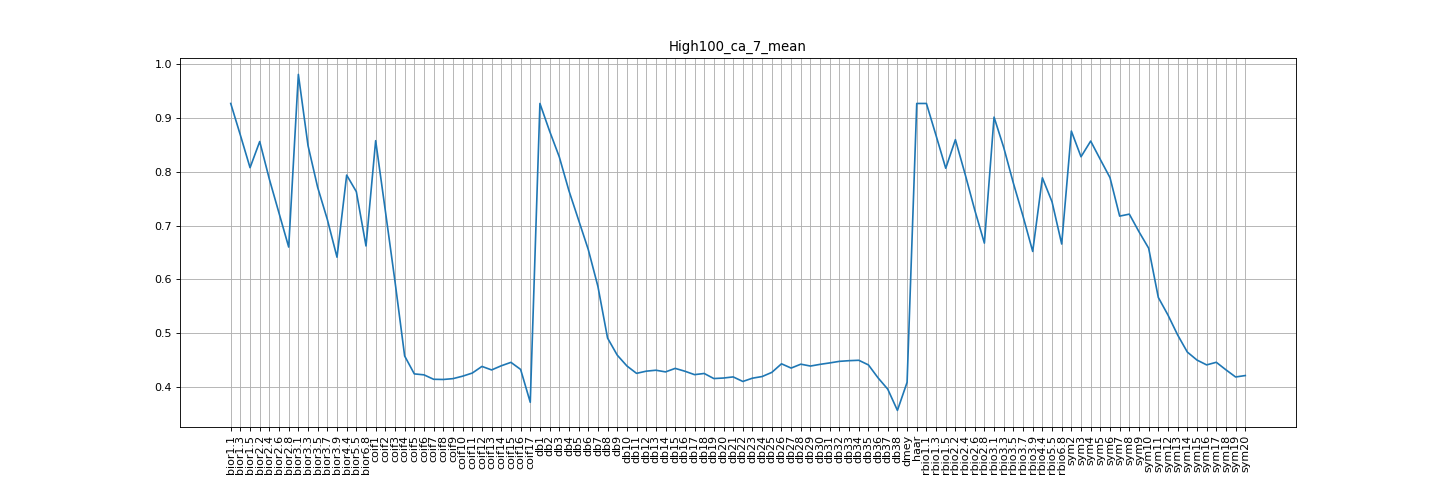 High100_ca_7_mean
1.0
0.9
0.8
0.7
0.6
0.5
0.4
bior1.1
bior1.3
bior1.5
bior2.2
bior2.4
bior2.6
bior2.8
bior3.1
bior3.3
bior3.5
bior3.7
bior3.9
bior4.4
bior5.5
bior6.8
coif1
coif2
coif3
coif4
coif5
coif6
coif7
coif8
coif9
coif10
coif11
coif12
coif13
coif14
coif15
coif16
coif17
db1
db2
db3
db4
db5
db6
db7
db8
db9
db10
db11
db12
db13
db14
db15
db16
db17
db18
db19
db20
db21
db22
db23
db24
db25
db26
db27
db28
db29
db30
db31
db32
db33
db34
db35
db36
db37
db38
dmey
haar
rbio1.1
rbio1.3
rbio1.5
rbio2.2
rbio2.4
rbio2.6
rbio2.8
rbio3.1
rbio3.3
rbio3.5
rbio3.7
rbio3.9
rbio4.4
rbio5.5
rbio6.8
sym2
sym3
sym4
sym5
sym6
sym7
sym8
sym9
sym10
sym11
sym12
sym13
sym14
sym15
sym16
sym17
sym18
sym19
sym20